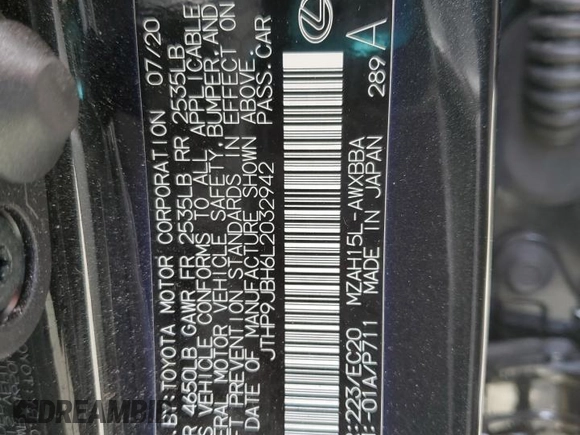 BY TOYOTA MOTOR CORPORATION 07/20
4650LB GAWR FR 2535LB RR 2535LB
VEHICLE CONFORMS TO ALL APPLICABLE
MOTOR VEHICLE SAFETY, BUMPER, AND
PREVENTION STANDARDS IN EFFECT ON
DATE OF MANUFACTURE SHOWN ABOVE.
JTHP9JBH6L2032942 PASS.CAR
223/EC20 MZAH15L-AWXBBA
-01A/P711 MADE IN JAPAN 289 A
DREAMBID